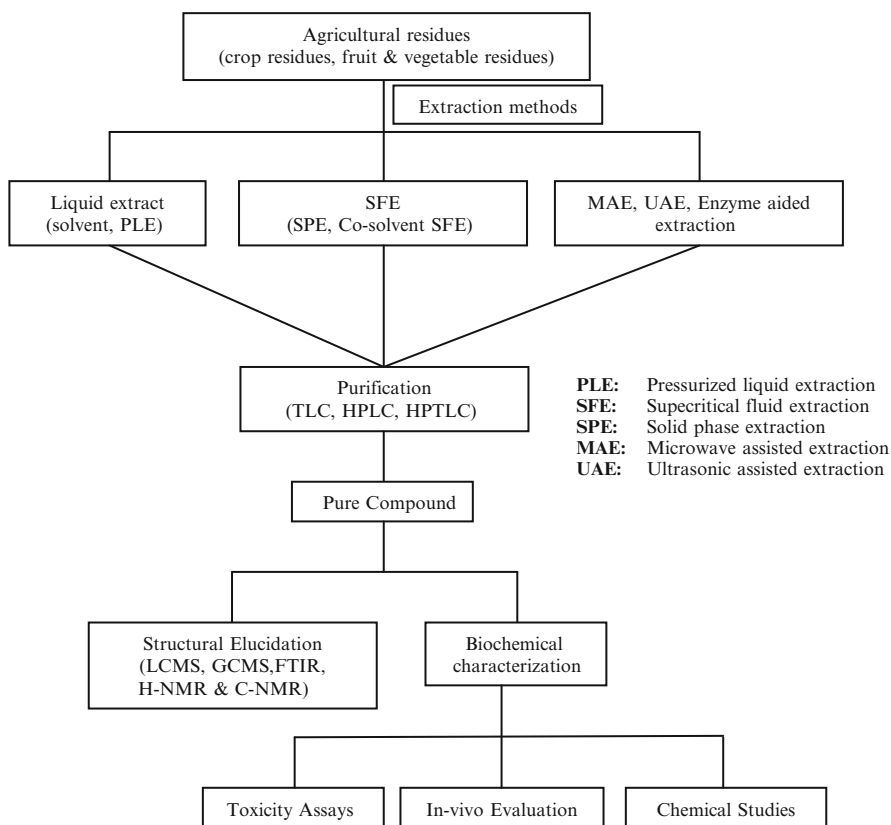 Agricultural residues
(crop residues, fruit & vegetable residues)
Extraction methods
Liquid extract
(solvent, PLE)
SFE
(SPE, Co-solvent SFE)
MAE, UAE, Enzyme aided
extraction
Purification
(TLC, HPLC, HPTLC)
PLE: Pressurized liquid extraction
SFE: Supecritical fluid extraction
SPE: Solid phase extraction
MAE: Microwave assisted extraction
UAE: Ultrasonic assisted extraction
Pure Compound
Structural Elucidation
(LCMS, GCMS,FTIR,
H-NMR & C-NMR)
Biochemical
characterization
Toxicity Assays
In-vivo Evaluation
Chemical Studies